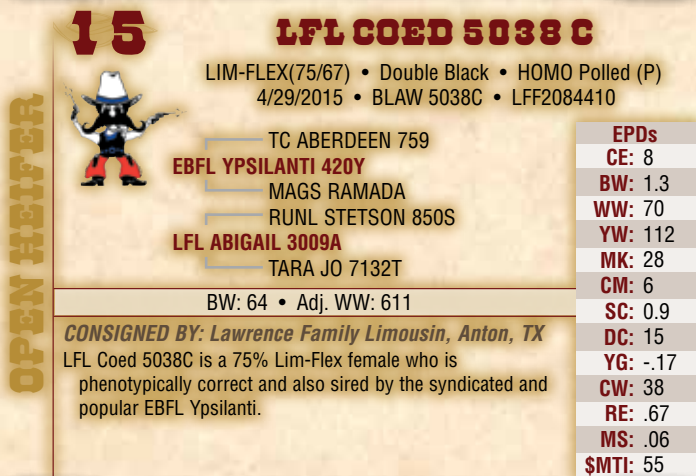 15
LFL COED 5038 C
LIM-FLEX(75/67) • Double Black • HOMO Polled (P)
4/29/2015 • BLAW 5038C • LFF2084410
OPEN HEIFER
TC ABERDEEN 759
EBFL YPSILANTI 420Y
MAGS RAMADA
RUNL STETSON 850S
LFL ABIGAIL 3009A
TARA JO 7132T
BW: 64 • Adj. WW: 611
CONSIGNED BY: Lawrence Family Limousin, Anton, TX
LFL Coed 5038C is a 75% Lim-Flex female who is
phenotypically correct and also sired by the syndicated and
popular EBFL Ypsilanti.
EPDs
CE: 8
BW: 1.3
WW: 70
YW: 112
MK: 28
CM: 6
SC: 0.9
DC: 15
YG: -.17
CW: 38
RE: .67
MS: .06
$MTI: 55